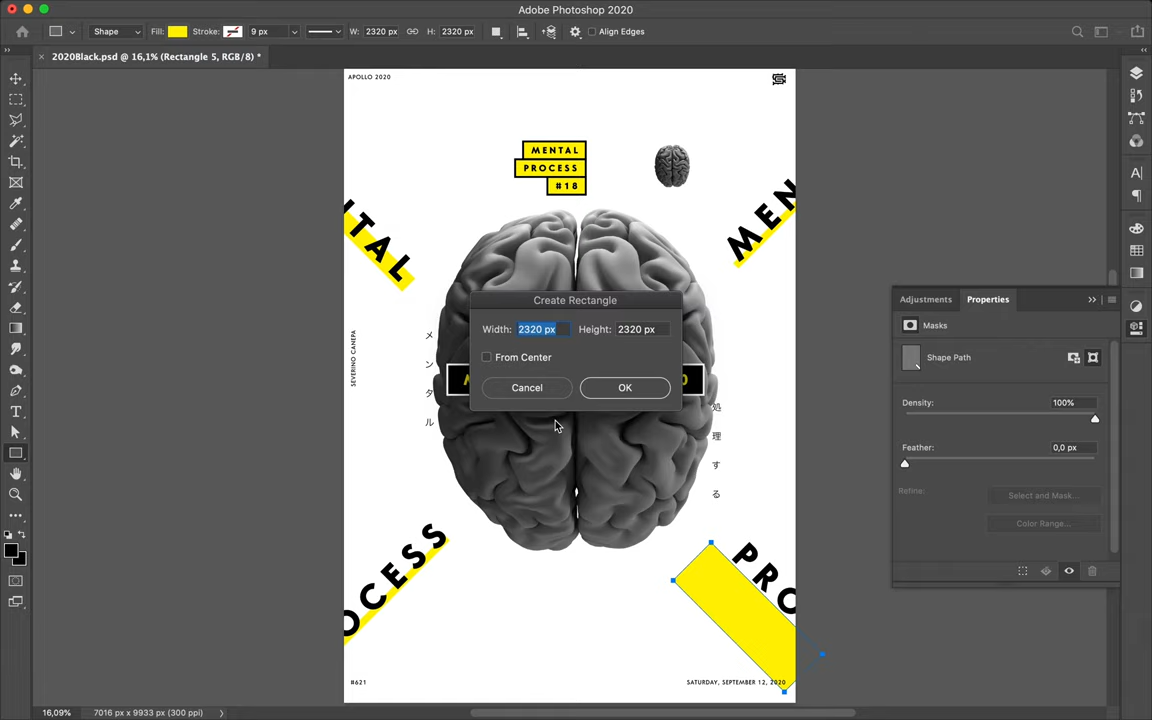 Adobe Photoshop 2020
Shape
Fill:
Stroke:
9 px
W: 2320 px
H: 2320 px
Align Edges
2020Black.psd @ 16,1% (Rectangle 5, RGB/8) *
APOLLO 2020
MENTAL
PROCESS
#18
NTAL
MEN
Create Rectangle
Width: 2320 px
Height: 2320 px
From Center
Cancel
OK
SEVERINO CANEPA
メンタル
処理する
OCESS
PRO
#621
SATURDAY, SEPTEMBER 12, 2020
Adjustments
Properties
Masks
Shape Path
Density:
100%
Feather:
0,0 px
Refine:
Select and Mask...
Color Range...
16,09%
7016 px x 9933 px (300 ppi)